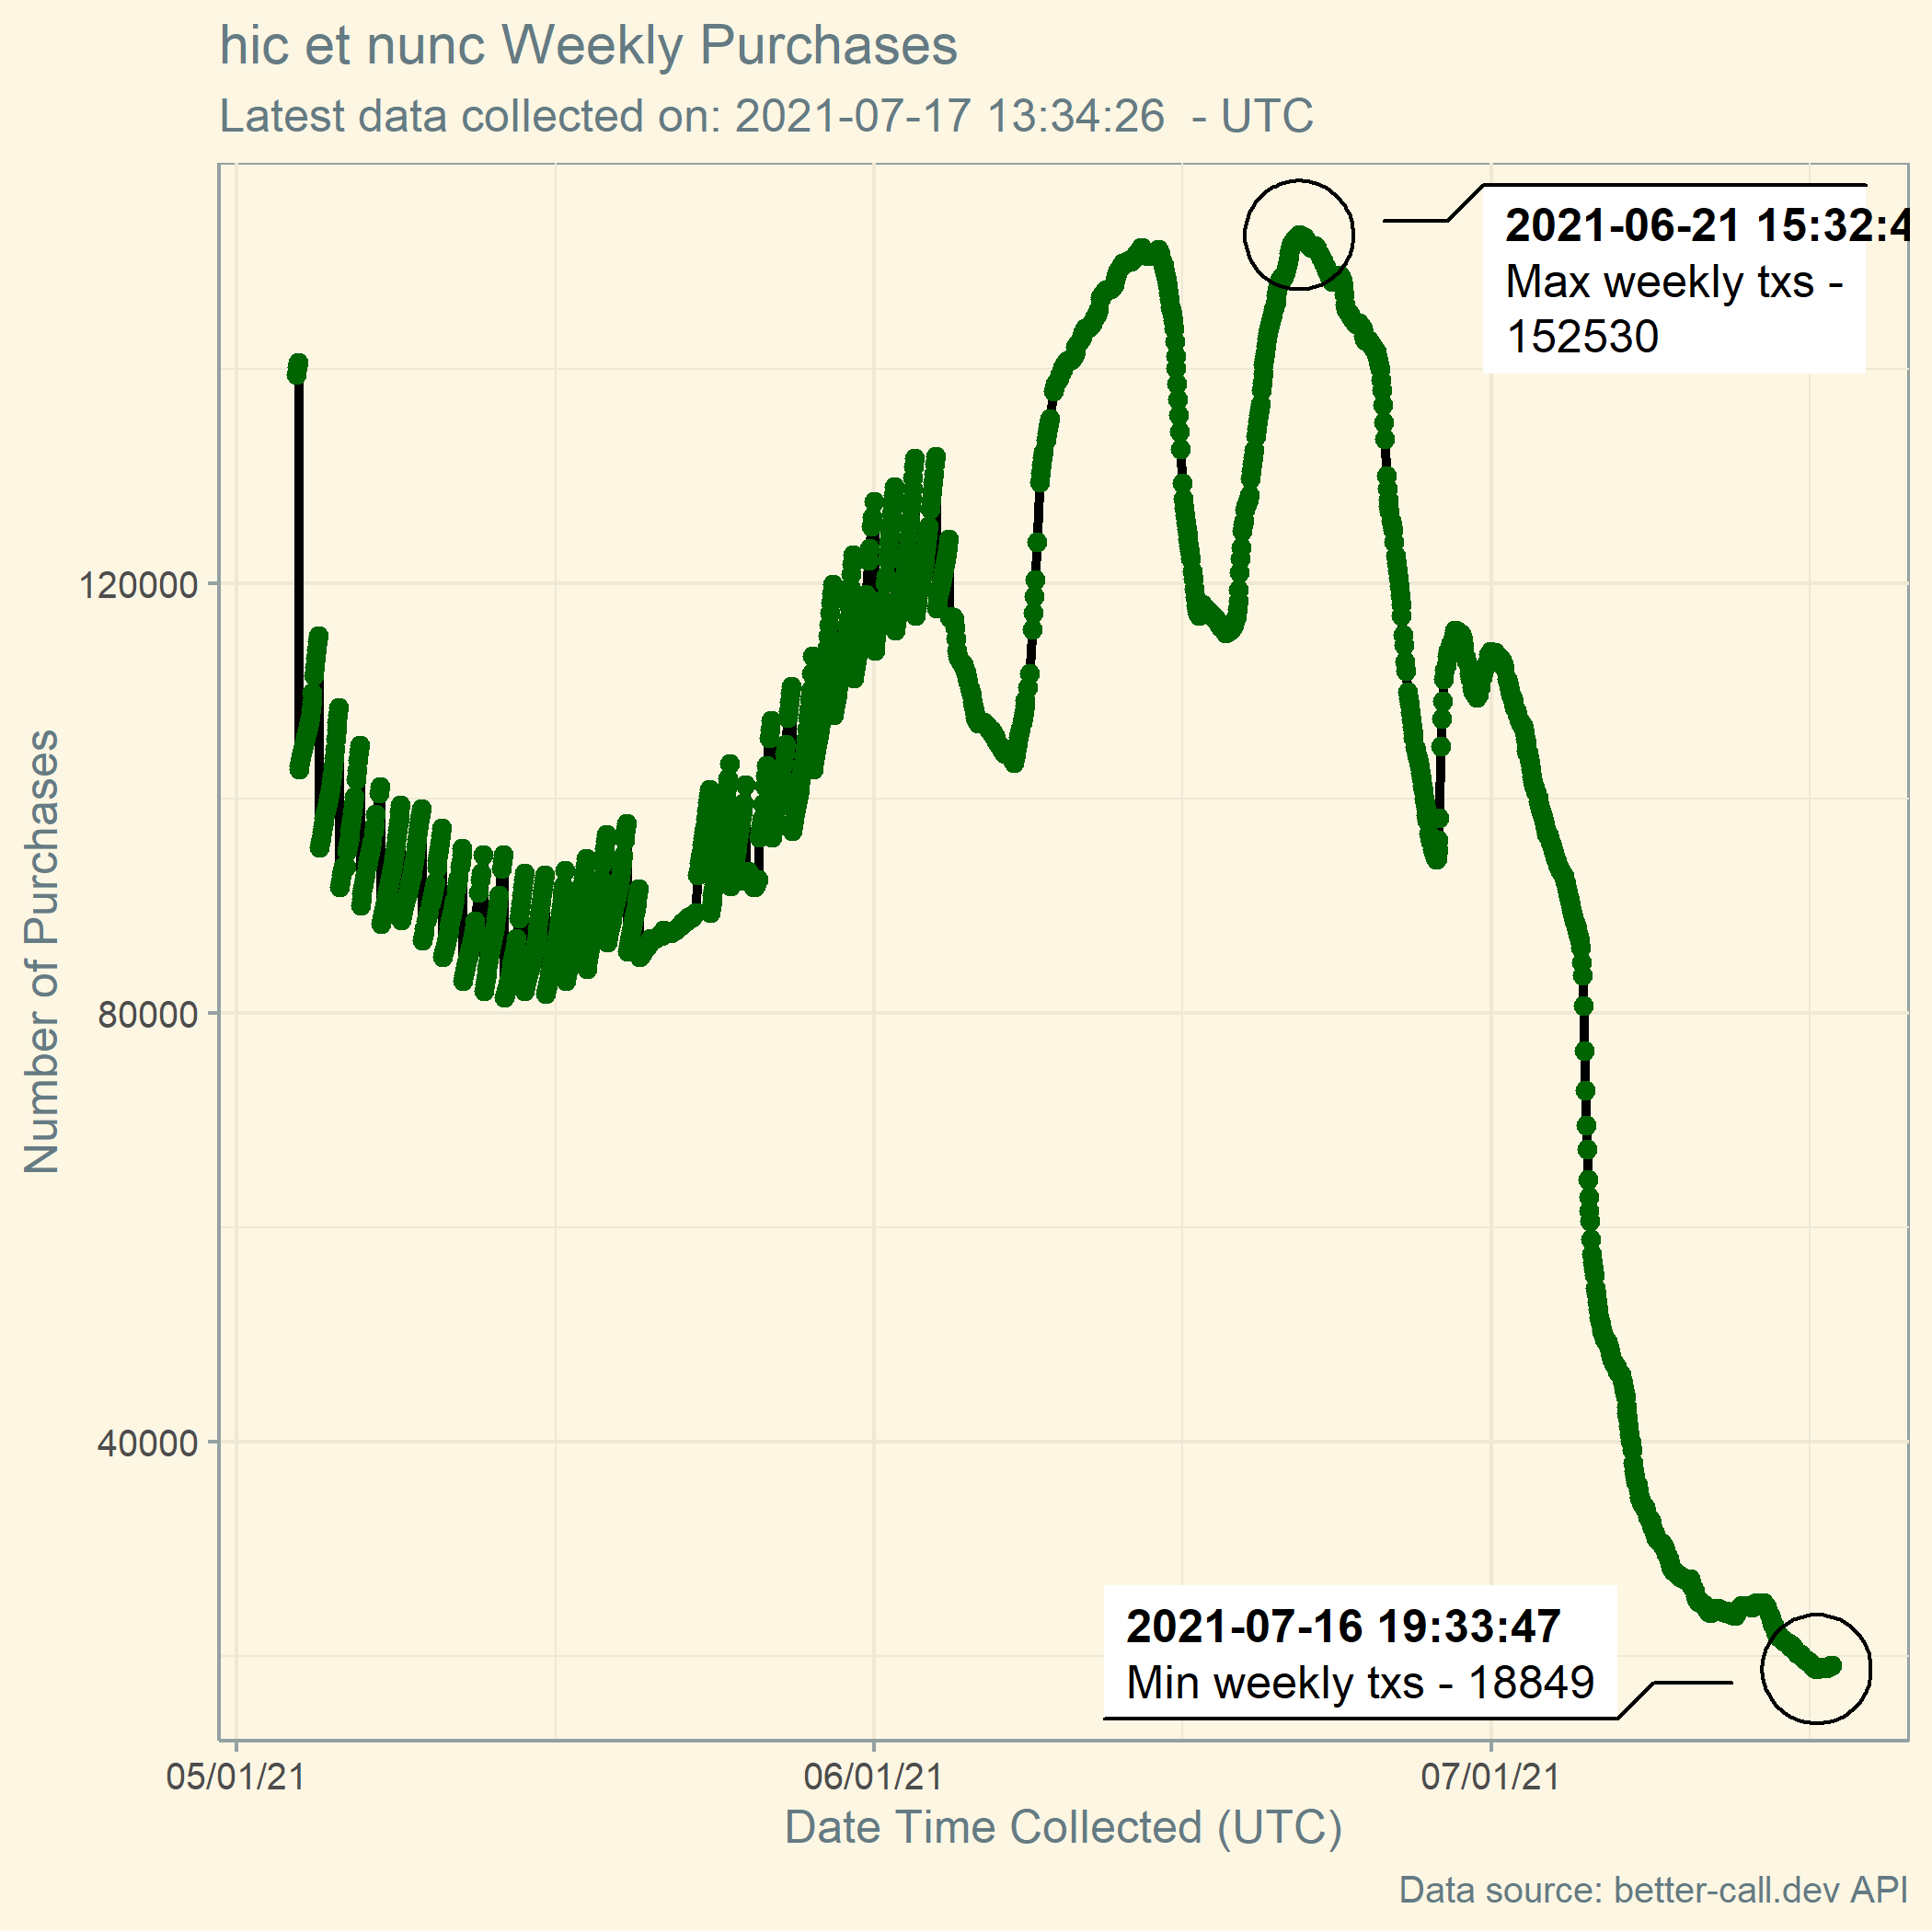 hic et nunc Weekly Purchases
Latest data collected on: 2021-07-17 13:34:26  - UTC
2021-06-21 15:32:4
Max weekly txs -
152530
120000
80000
40000
Number of Purchases
2021-07-16 19:33:47
Min weekly txs - 18849
05/01/21
06/01/21
07/01/21
Date Time Collected (UTC)
Data source: better-call.dev API